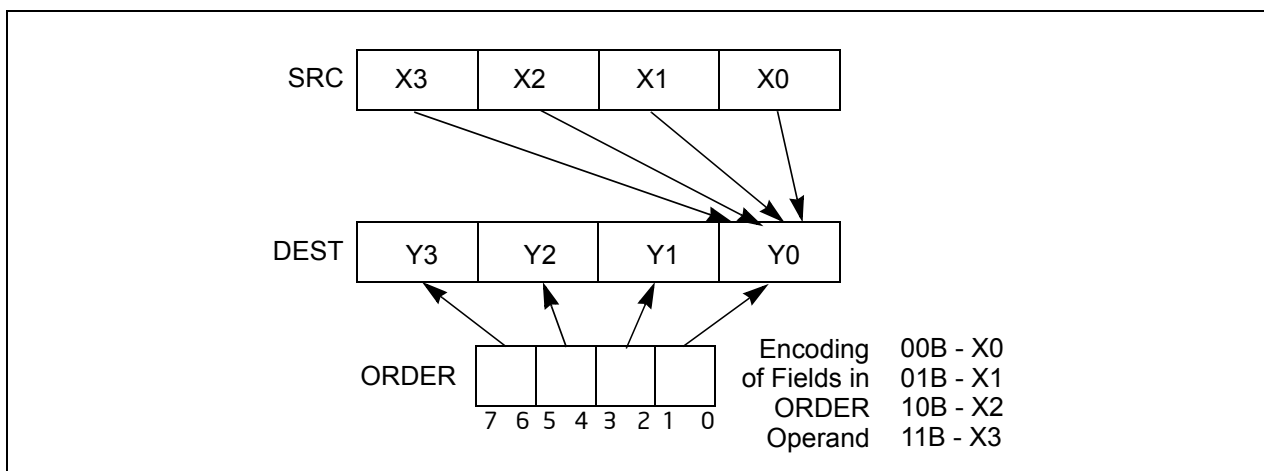 SRC X3 X2 X1 X0
DEST Y3 Y2 Y1 Y0
ORDER
7 6 5 4 3 2 1 0
Encoding 00B - X0
of Fields in 01B - X1
ORDER 10B - X2
Operand 11B - X3